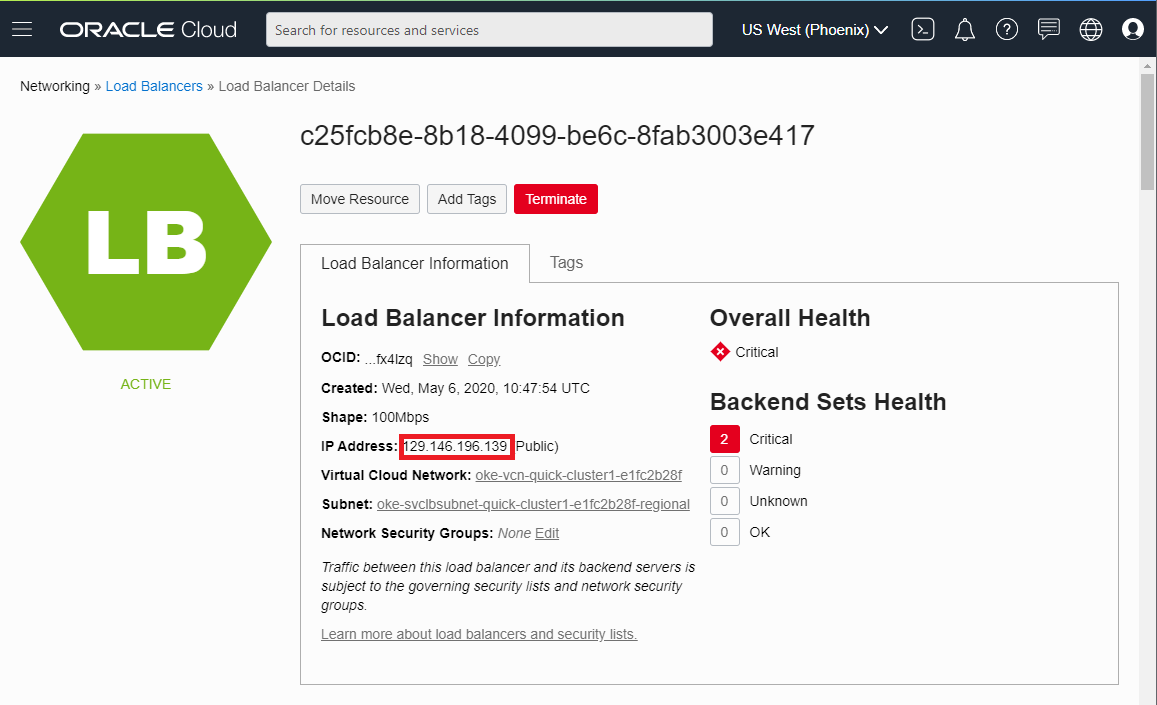 ORACLE Cloud
Search for resources and services
US West (Phoenix)
Networking » Load Balancers » Load Balancer Details
LB
ACTIVE
c25fcb8e-8b18-4099-be6c-8fab3003e417
Move Resource
Add Tags
Terminate
Load Balancer Information
Tags
Load Balancer Information
OCID: ...fx4lzq Show Copy
Created: Wed, May 6, 2020, 10:47:54 UTC
Shape: 100Mbps
IP Address: 129.146.196.139 Public)
Virtual Cloud Network: oke-vcn-quick-cluster1-e1fc2b28f
Subnet: oke-svclbsubnet-quick-cluster1-e1fc2b28f-regional
Network Security Groups: None Edit
Traffic between this load balancer and its backend servers is
subject to the governing security lists and network security
groups.
Learn more about load balancers and security lists.
Overall Health
Critical
Backend Sets Health
2 Critical
0 Warning
0 Unknown
0 OK